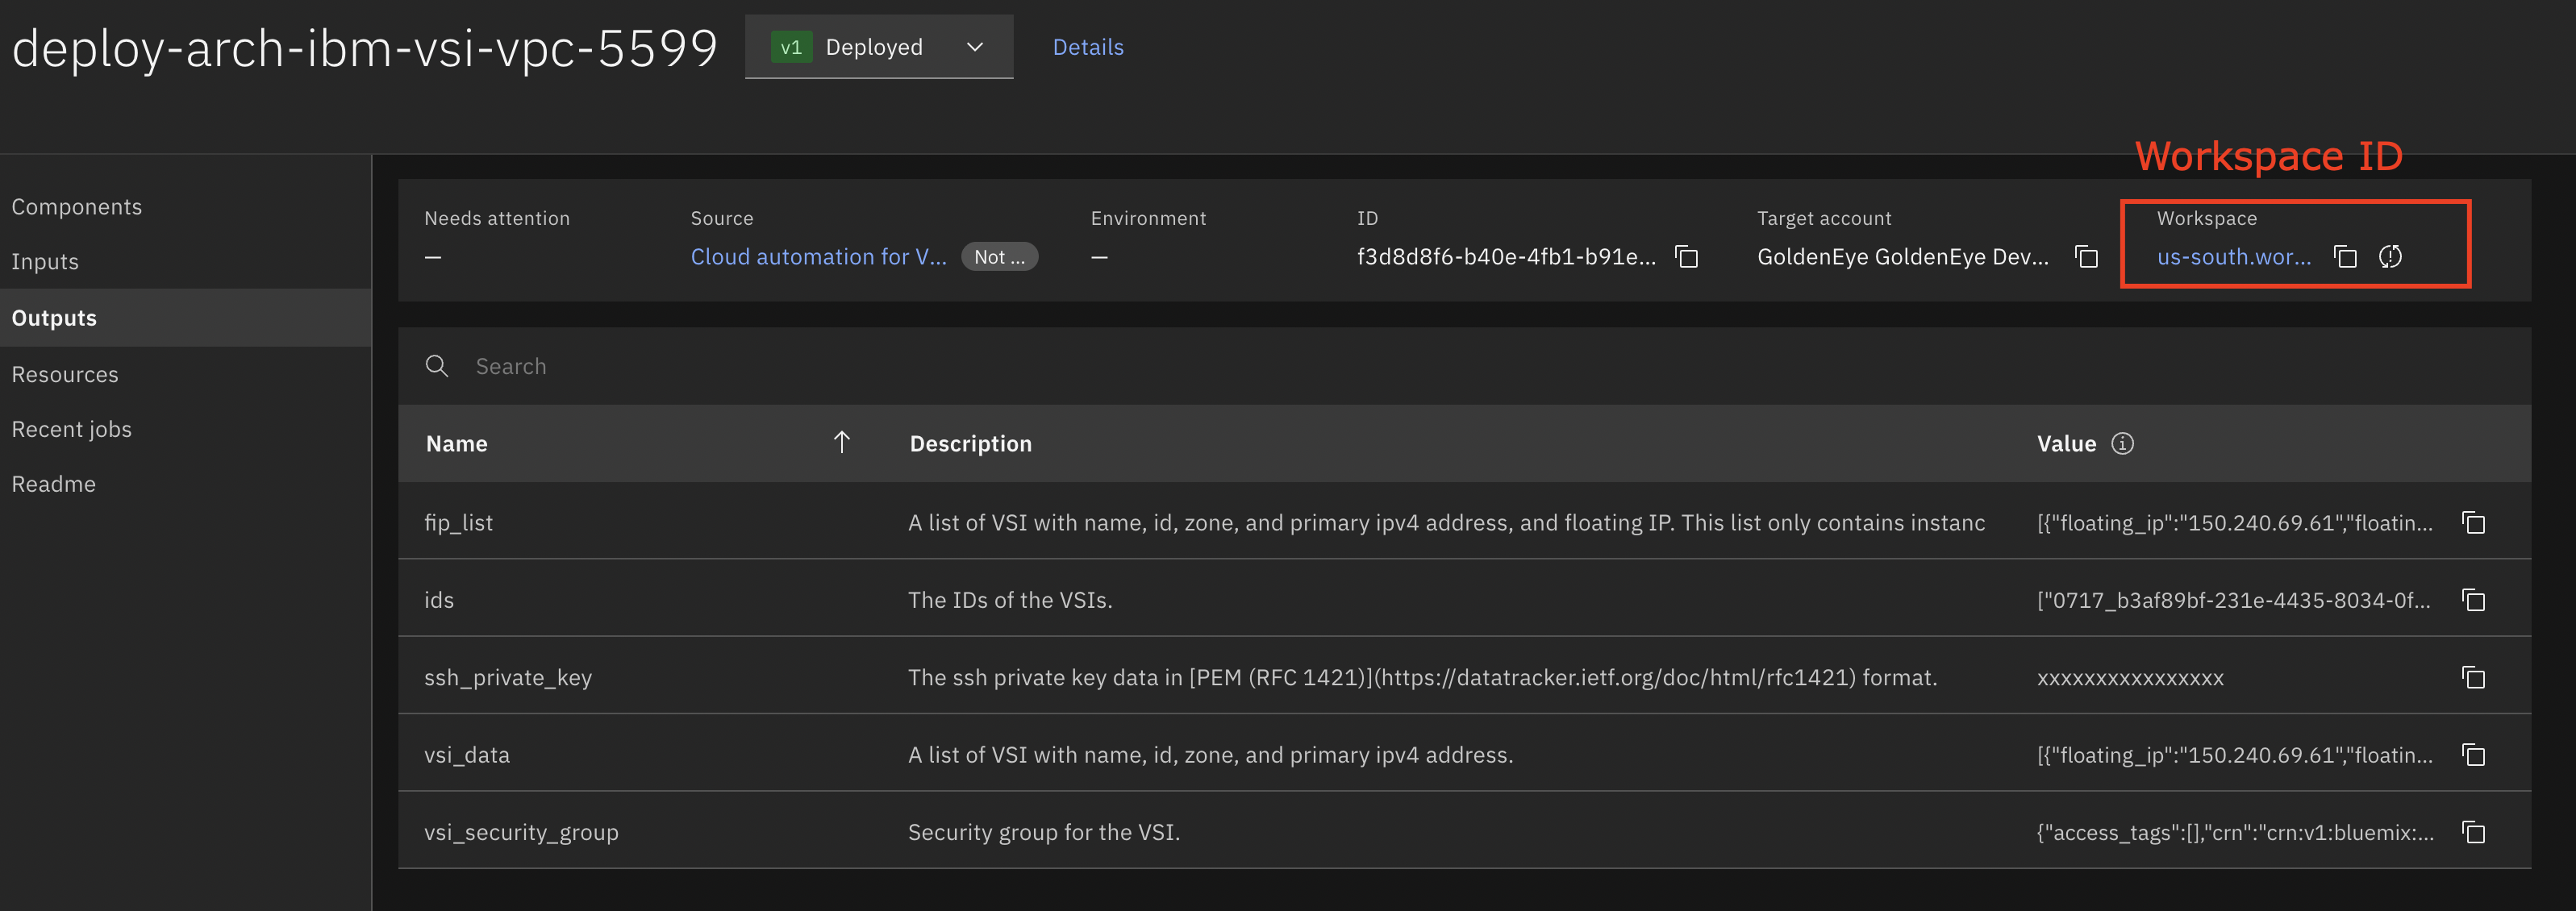 deploy-arch-ibm-vsi-vpc-5599 v1 Deployed Details
Workspace ID
Components
Inputs
Outputs
Resources
Recent jobs
Readme
Needs attention Source Environment ID Target account Workspace
— Cloud automation for V... Not ... — f3d8d8f6-b40e-4fb1-b91e... GoldenEye GoldenEye Dev... us-south.wor...
Search
Name Description Value
fip_list A list of VSI with name, id, zone, and primary ipv4 address, and floating IP. This list only contains instanc [{"floating_ip":"150.240.69.61","floatin...
ids The IDs of the VSIs. ["0717_b3af89bf-231e-4435-8034-0f...
ssh_private_key The ssh private key data in [PEM (RFC 1421)](https://datatracker.ietf.org/doc/html/rfc1421) format. xxxxxxxxxxxxxxxx
vsi_data A list of VSI with name, id, zone, and primary ipv4 address. [{"floating_ip":"150.240.69.61","floatin...
vsi_security_group Security group for the VSI. {"access_tags":[],"crn":"crn:v1:bluemix:...